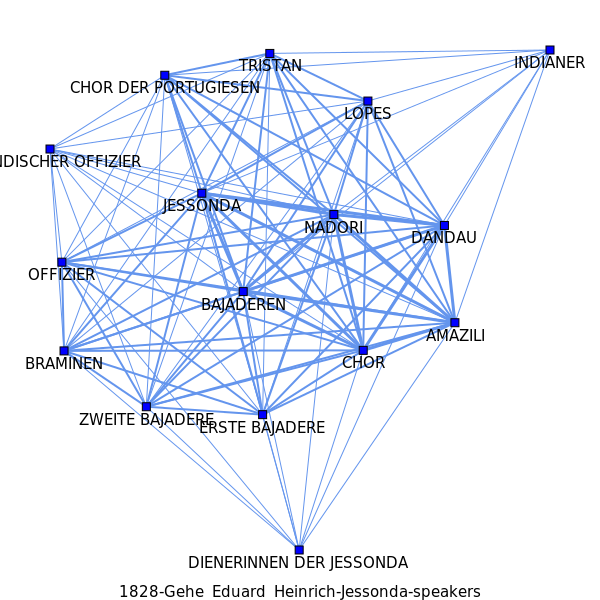 TRISTAN
INDIANER
CHOR DER PORTUGIESEN
LOPES
NDISCHER OFFIZIER
JESSONDA
NADORI
DANDAU
OFFIZIER
BAJADEREN
AMAZILI
BRAMINEN
CHOR
ZWEITE BAJADERE
ERSTE BAJADERE
DIENERINNEN DER JESSONDA
1828-Gehe Eduard Heinrich-Jessonda-speakers